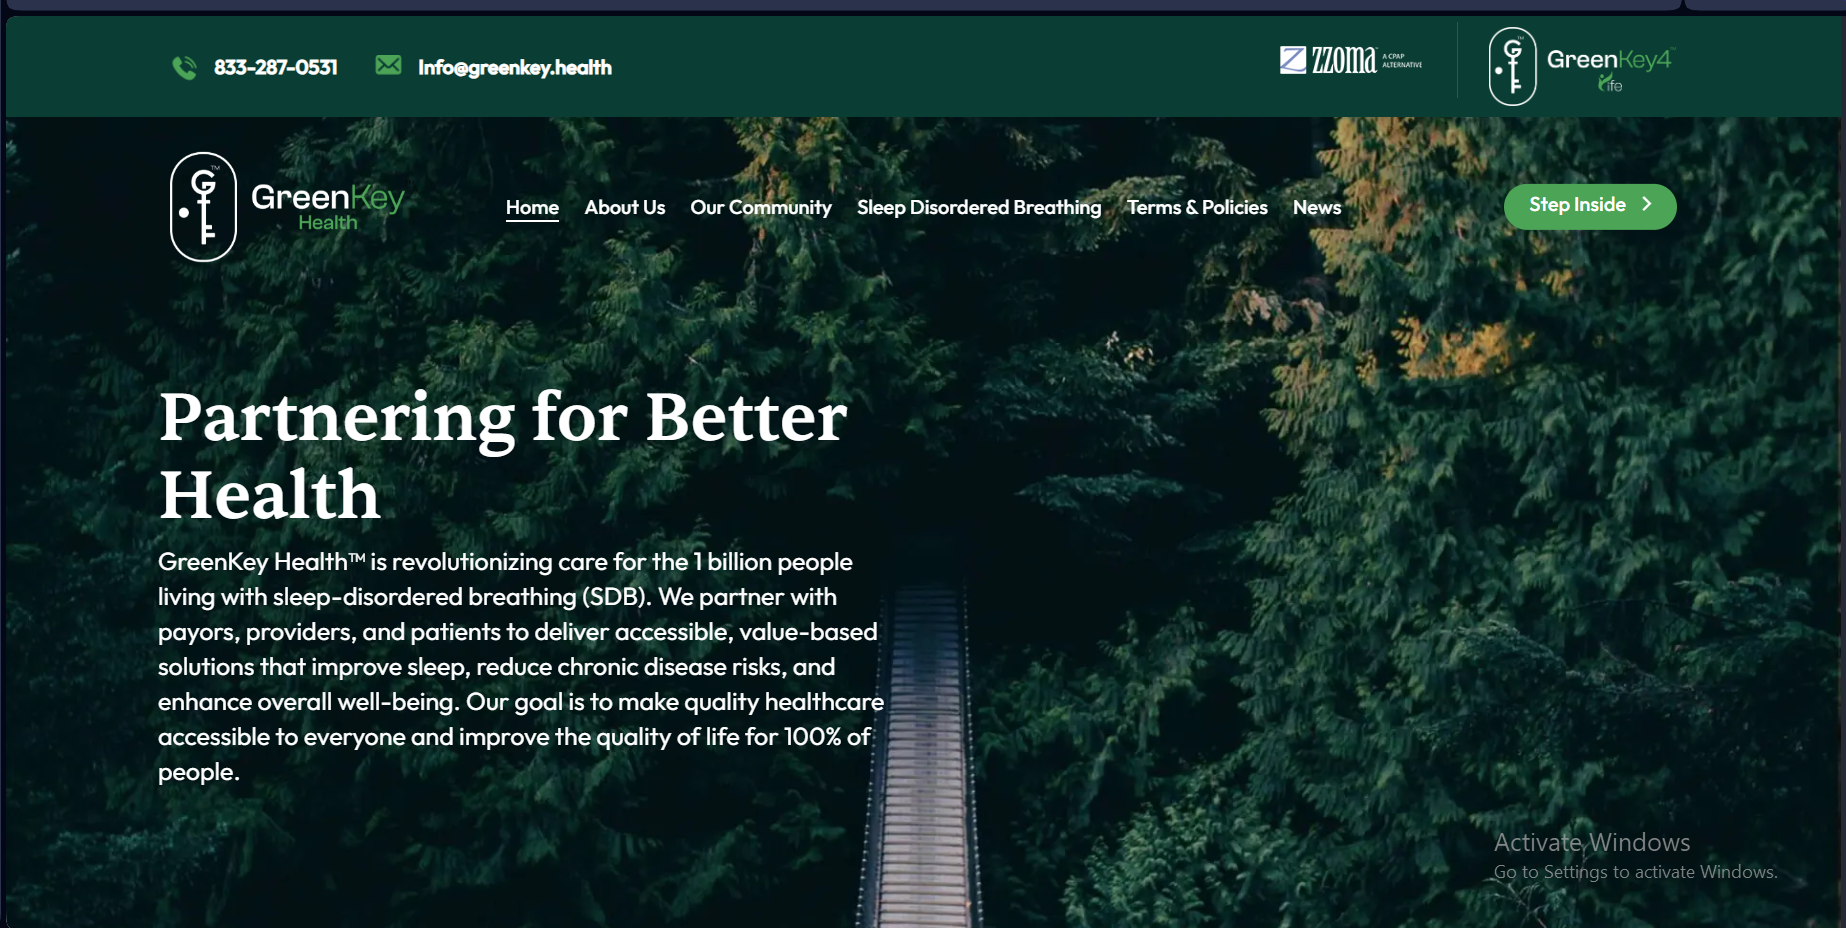 833-287-0531
Info@greenkey.health
Z ZZOMA™ A CPAP
ALTERNATIVE
G™ GreenKey4™
Life
G™ GreenKey
Health
Home About Us Our Community Sleep Disordered Breathing Terms & Policies News
Step Inside
Partnering for Better
Health
GreenKey Health™ is revolutionizing care for the 1 billion people
living with sleep-disordered breathing (SDB). We partner with
payors, providers, and patients to deliver accessible, value-based
solutions that improve sleep, reduce chronic disease risks, and
enhance overall well-being. Our goal is to make quality healthcare
accessible to everyone and improve the quality of life for 100% of
people.
Activate Windows
Go to Settings to activate Windows.